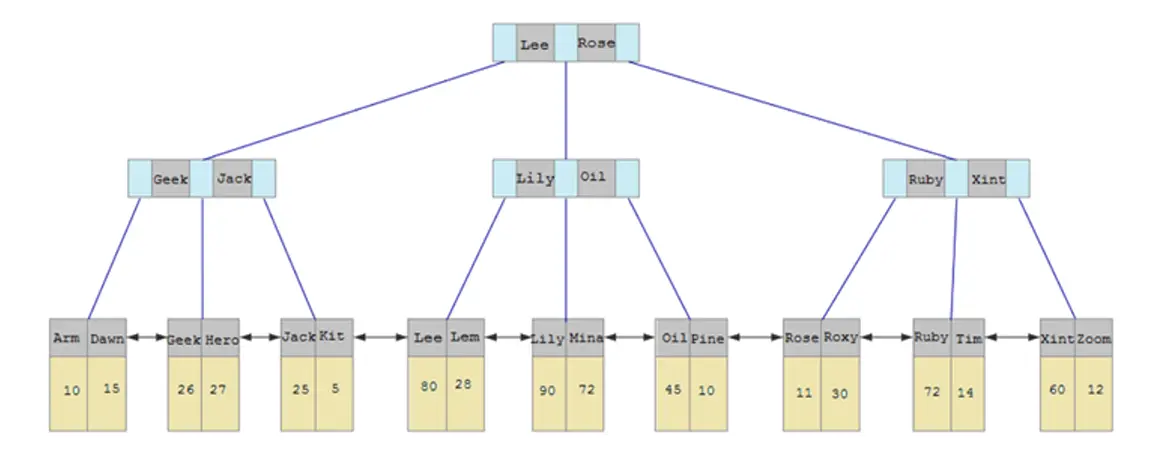 Lee Rose
Geek Jack
Lily Oil
Ruby Xint
Arm Dawn
10 15
Geek Hero
26 27
Jack Kit
25 5
Lee Lem
80 28
Lily Mina
90 72
Oil Pine
45 10
Rose Roxy
11 30
Ruby Tim
72 14
Xint Zoom
60 12